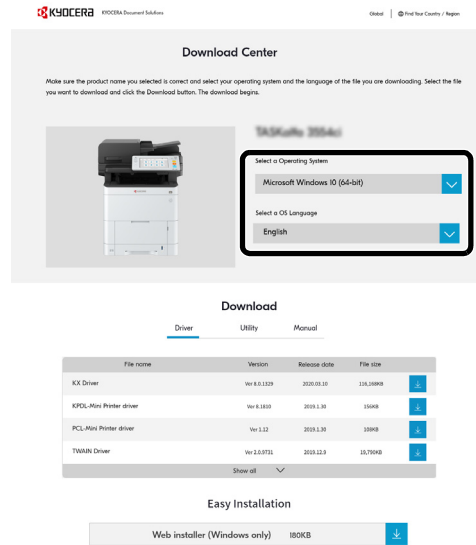 KYOCERA KYOCERA Document Solutions Global Find Your Country / Region
Download Center
Make sure the product name you selected is correct and select your operating system and the language of the file you are downloading. Select the file
you want to download and click the Download button. The download begins.
Select a Operating System
Microsoft Windows 10 (64-bit)
Select a OS Language
English
Download
Driver Utility Manual
File name Version Release date File size
KX Driver Ver 8.0.1329 2020.03.10 116,168KB
KPDL-Mini Printer driver Ver 8.1810 2019.1.30 156KB
PCL-Mini Printer driver Ver 1.12 2019.1.30 108KB
TWAIN Driver Ver 2.0.9731 2019.12.9 19,790KB
Show all
Easy Installation
Web installer (Windows only) 180KB